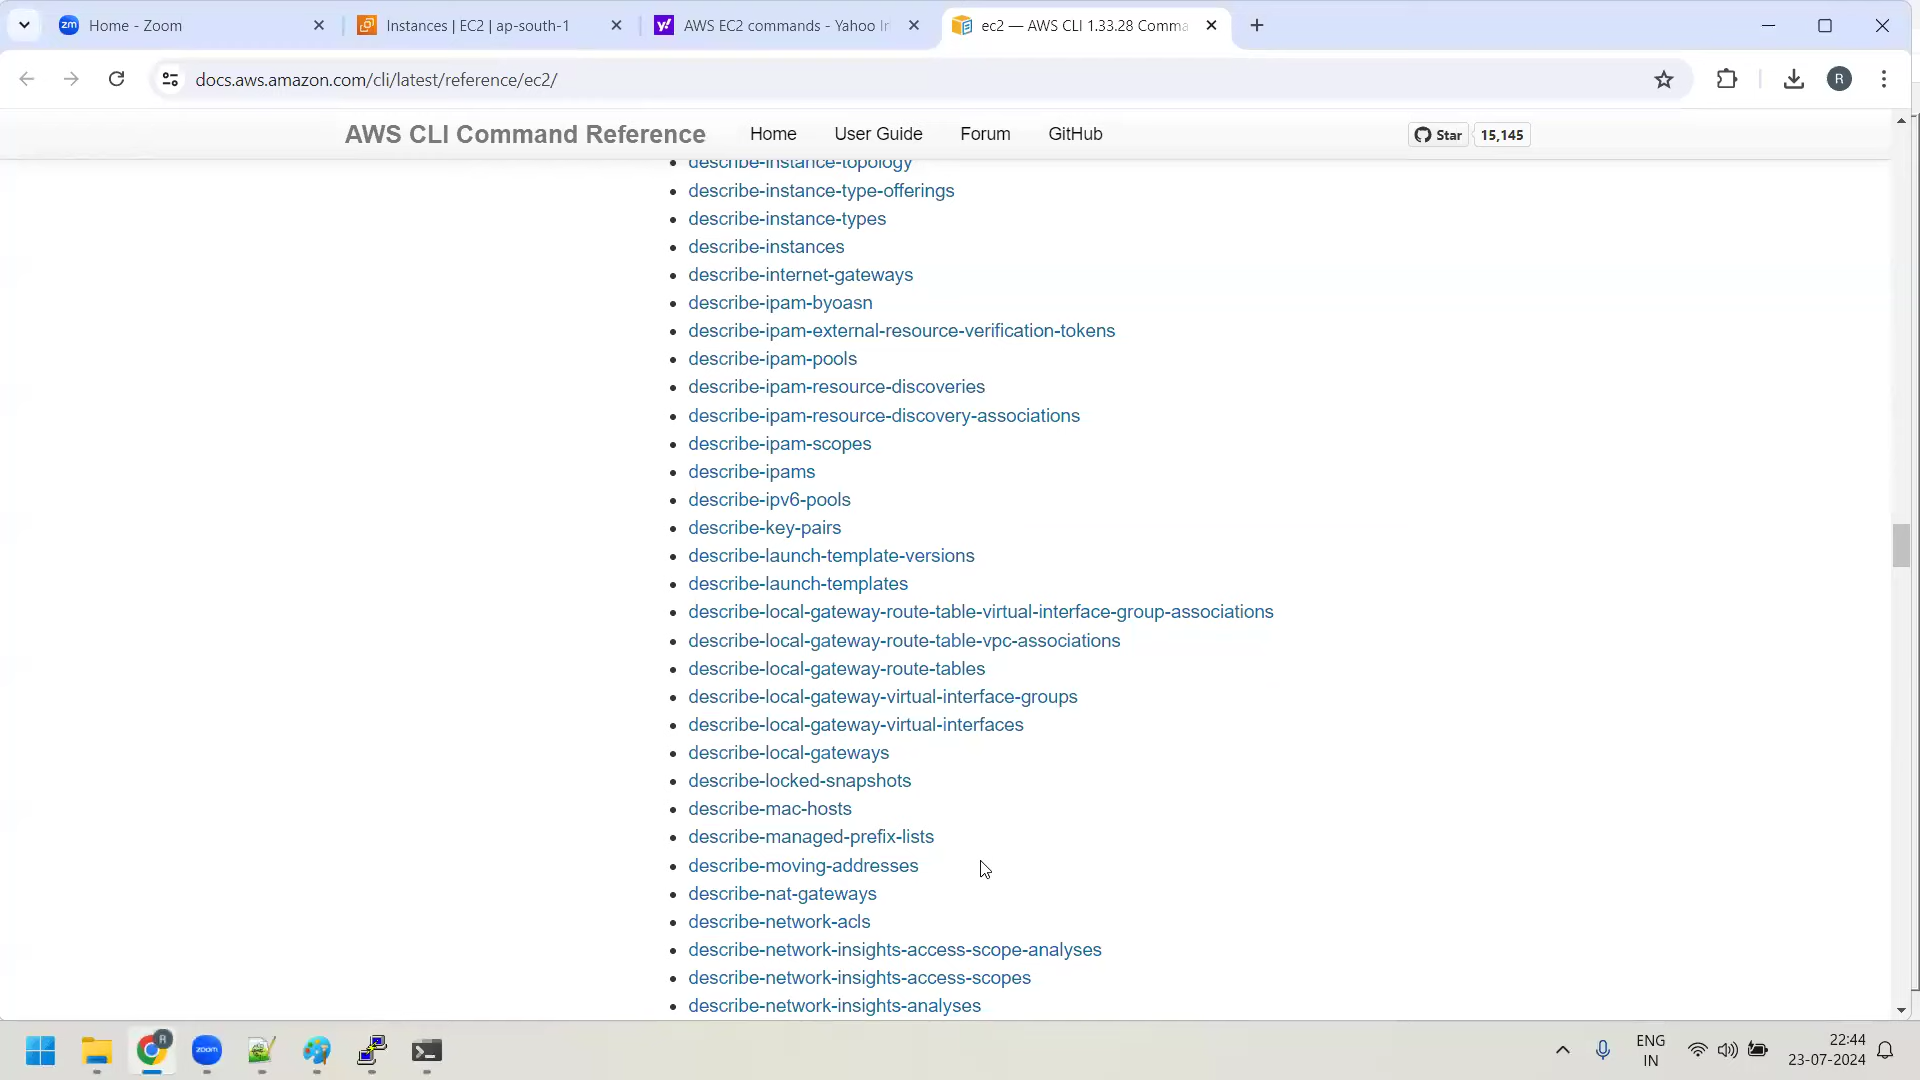 zm Home - Zoom
Instances | EC2 | ap-south-1
y! AWS EC2 commands - Yahoo In
ec2 — AWS CLI 1.33.28 Comma
docs.aws.amazon.com/cli/latest/reference/ec2/
R
AWS CLI Command Reference
Home
User Guide
Forum
GitHub
Star
15,145
describe-instance-topology
describe-instance-type-offerings
describe-instance-types
describe-instances
describe-internet-gateways
describe-ipam-byoasn
describe-ipam-external-resource-verification-tokens
describe-ipam-pools
describe-ipam-resource-discoveries
describe-ipam-resource-discovery-associations
describe-ipam-scopes
describe-ipams
describe-ipv6-pools
describe-key-pairs
describe-launch-template-versions
describe-launch-templates
describe-local-gateway-route-table-virtual-interface-group-associations
describe-local-gateway-route-table-vpc-associations
describe-local-gateway-route-tables
describe-local-gateway-virtual-interface-groups
describe-local-gateway-virtual-interfaces
describe-local-gateways
describe-locked-snapshots
describe-mac-hosts
describe-managed-prefix-lists
describe-moving-addresses
describe-nat-gateways
describe-network-acls
describe-network-insights-access-scope-analyses
describe-network-insights-access-scopes
describe-network-insights-analyses
R
zoom
ENG
IN
22:44
23-07-2024